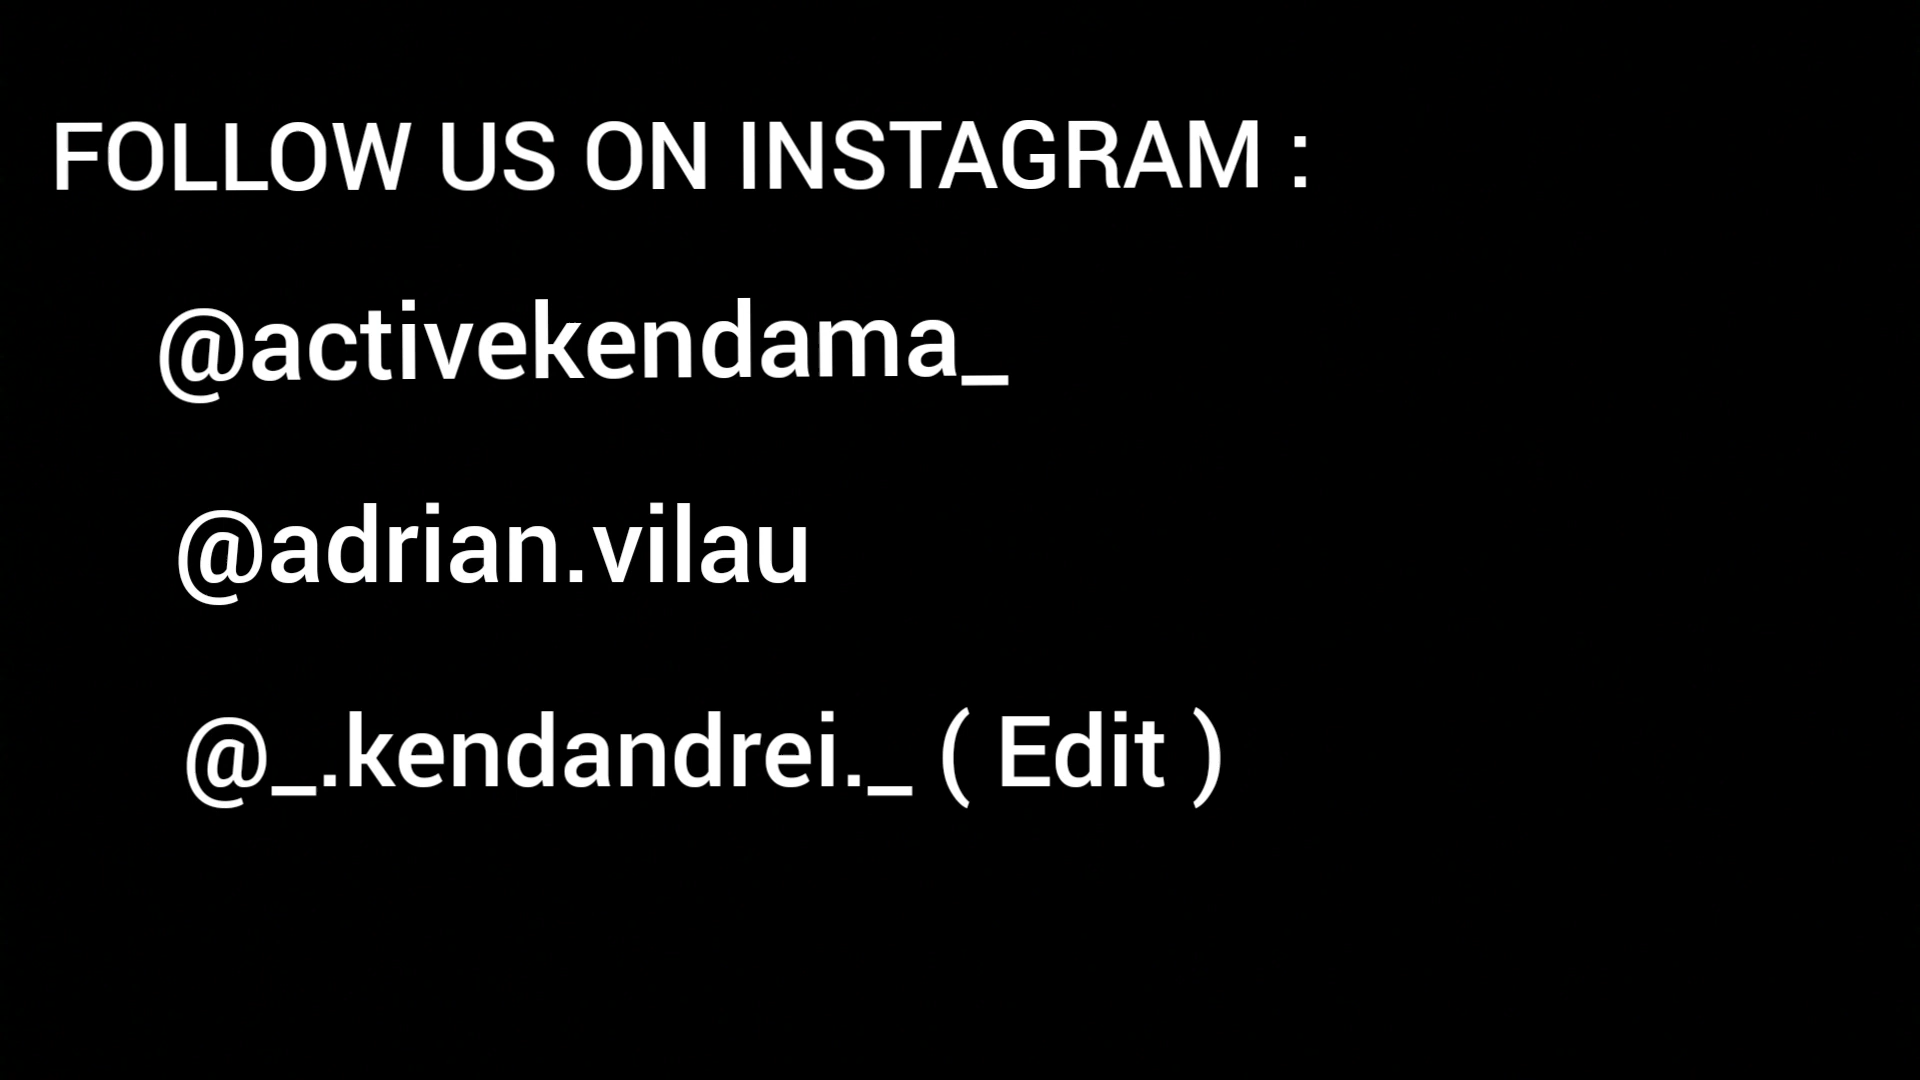 FOLLOW US ON INSTAGRAM :
@activekendama_
@adrian.vilau
@_.kendandrei._ ( Edit )